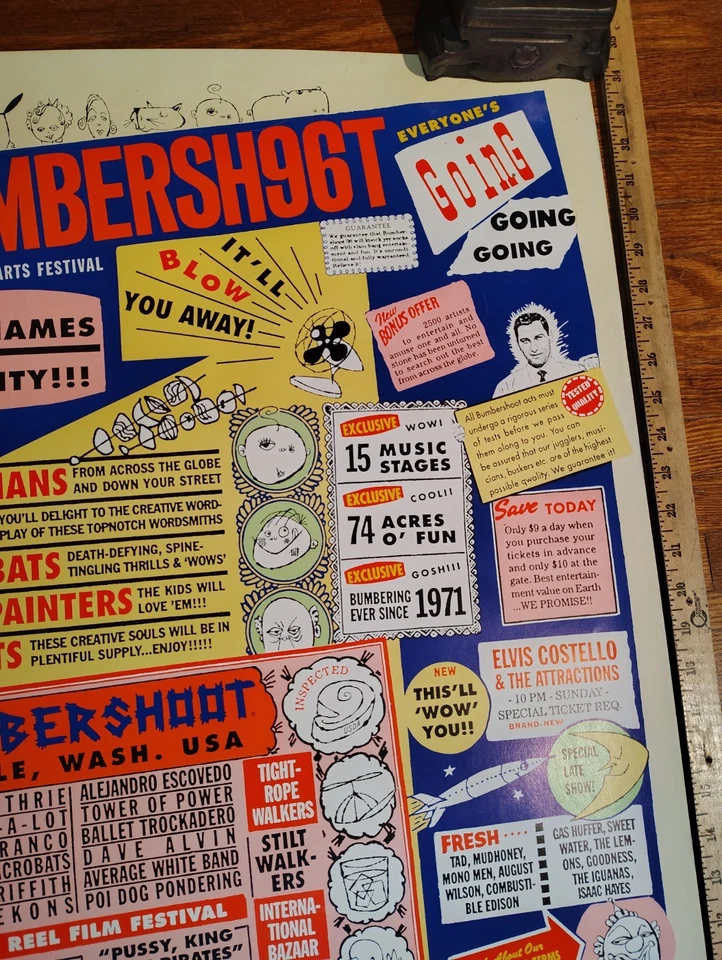 MBERSH96T
EVERYONE'S
GOING
GOING
GOING
ARTS FESTIVAL
GUARANTEE
We guarantee that Bumber-
IT'LL
BLOW
YOU AWAY!
New
BONUS OFFER
2500 artists
to entertain and
amuse one and all. No
stone has been unturned
to search out the best
from across the globe.
AMES
ITY!!!
TESTED
QUALITY
All Bumbershoot acts must
undergo a rigorous series
of tests before we pass
them along to you. You can
be assured that our jugglers, musi-
cians, buskers etc. are of the highest
possible qwality. We guarantee it!
EXCLUSIVE WOW!
15 MUSIC
STAGES
EXCLUSIVE COOL!!
74 ACRES
O' FUN
EXCLUSIVE GOSH!!!
BUMBERING
EVER SINCE 1971
IANS FROM ACROSS THE GLOBE
AND DOWN YOUR STREET
YOU'LL DELIGHT TO THE CREATIVE WORD-
PLAY OF THESE TOPNOTCH WORDSMITHS
BATS DEATH-DEFYING, SPINE-
TINGLING THRILLS & 'WOWS'
PAINTERS THE KIDS WILL
LOVE 'EM!!!
TS THESE CREATIVE SOULS WILL BE IN
PLENTIFUL SUPPLY...ENJOY!!!!!
Save TODAY
Only $9 a day when
you purchase your
tickets in advance
and only $10 at the
gate. Best entertain-
ment value on Earth
...WE PROMISE!!
NEW
THIS'LL
'WOW'
YOU!!
ELVIS COSTELLO
& THE ATTRACTIONS
- 10 PM - SUNDAY -
SPECIAL TICKET REQ.
BRAND-NEW
SPECIAL
LATE
SHOW!
BERSHOOT
LE, WASH. USA
INSPECTED
USDA
THRIE
-A-LOT
RANCO
ACROBATS
RIFFITH
EKONS
ALEJANDRO ESCOVEDO
TOWER OF POWER
BALLET TROCKADERO
DAVE ALVIN
AVERAGE WHITE BAND
POI DOG PONDERING
TIGHT-
ROPE
WALKERS
STILT
WALK-
ERS
INTERNA-
TIONAL
BAZAAR
FRESH ····
TAD, MUDHONEY,
MONO MEN, AUGUST
WILSON, COMBUSTI-
BLE EDISON
GAS HUFFER, SWEET
WATER, THE LEM-
ONS, GOODNESS,
THE IGUANAS,
ISAAC HAYES
REEL FILM FESTIVAL
"PUSSY, KING
PIRATES"
About Our